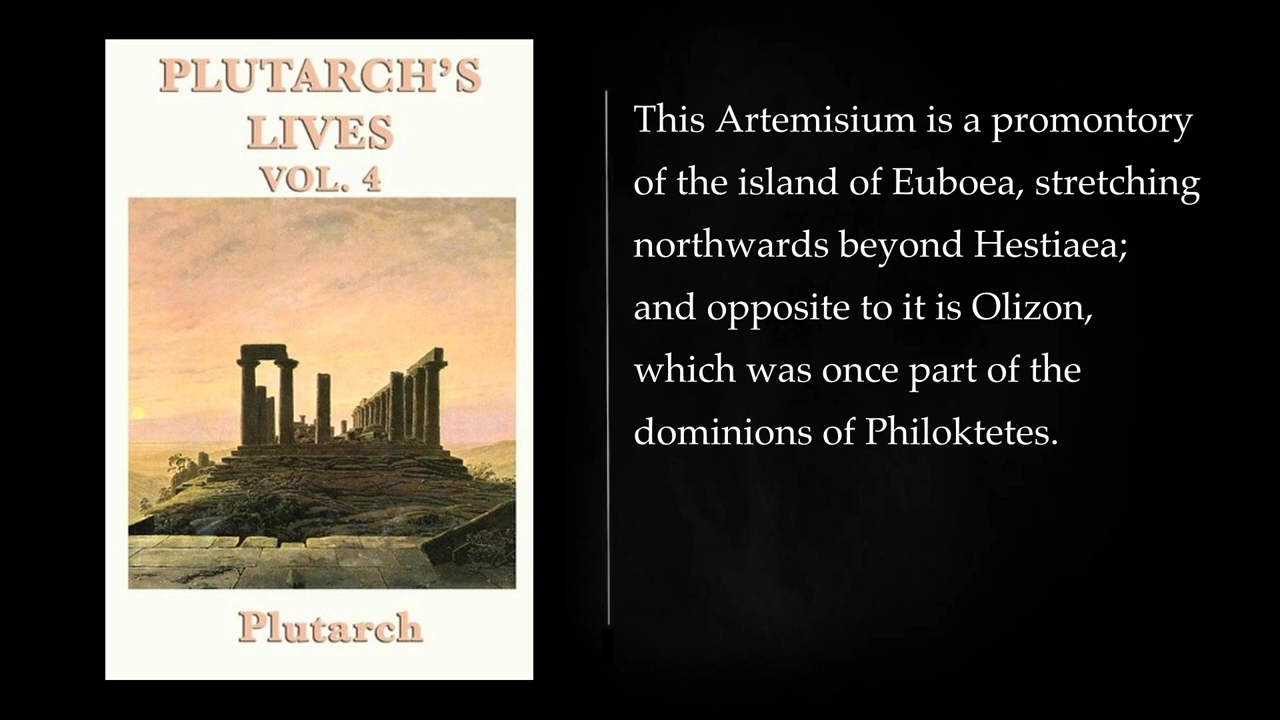 PLUTARCH'S
LIVES
VOL. 4
Plutarch
This Artemisium is a promontory
of the island of Euboea, stretching
northwards beyond Hestiaea;
and opposite to it is Olizon,
which was once part of the
dominions of Philoktetes.